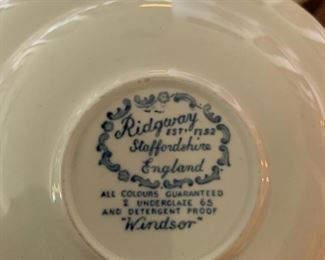 Ridgway
EST. 1792
Staffordshire
England
ALL COLOURS GUARANTEED
UNDERGLAZE
AND DETERGENT PROOF
"Windsor"